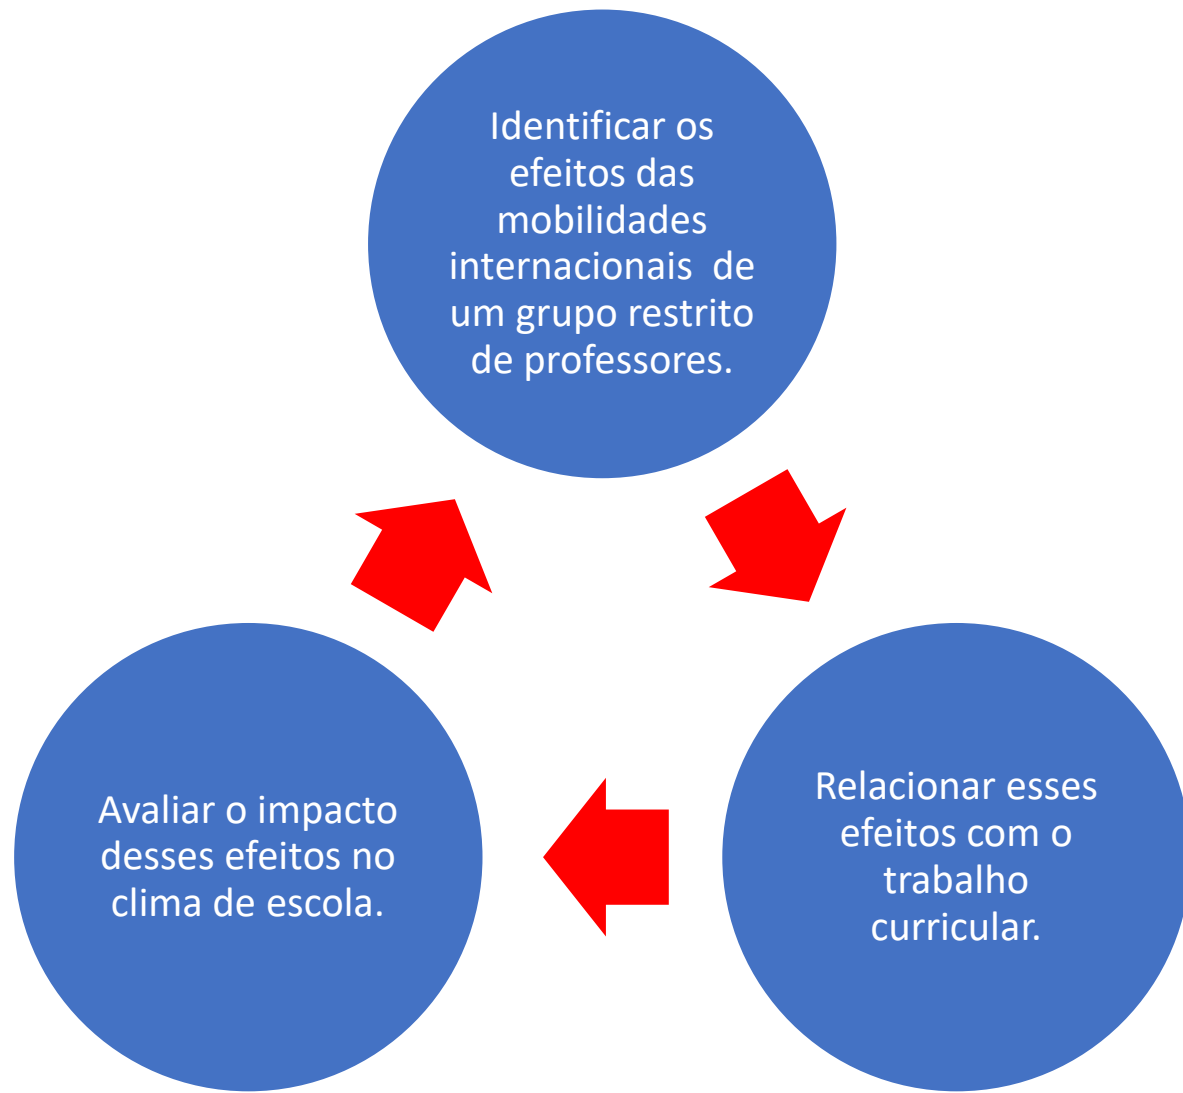 Identificar os
efeitos das
mobilidades
internacionais  de
um grupo restrito
de professores.
Relacionar esses
efeitos com o
trabalho
curricular.
Avaliar o impacto
desses efeitos no
clima de escola.